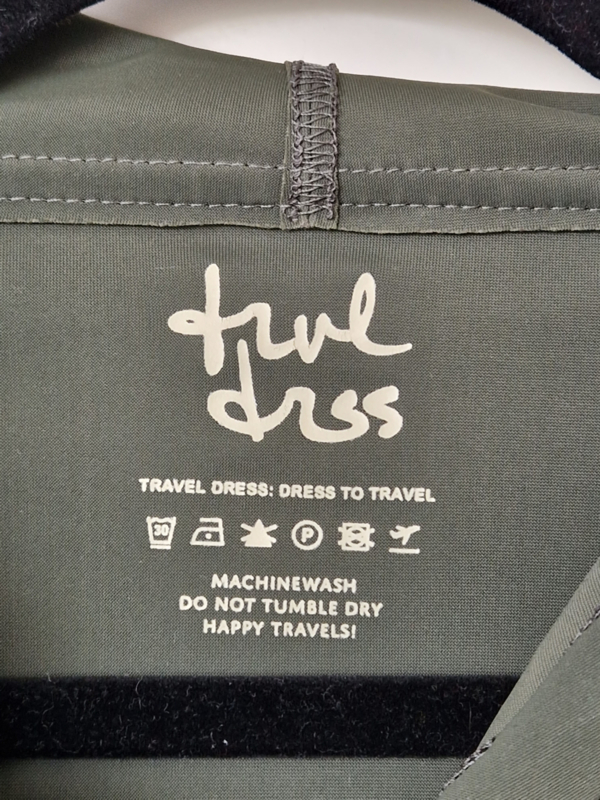 trvl
drss
TRAVEL DRESS: DRESS TO TRAVEL
30 P
MACHINEWASH
DO NOT TUMBLE DRY
HAPPY TRAVELS!